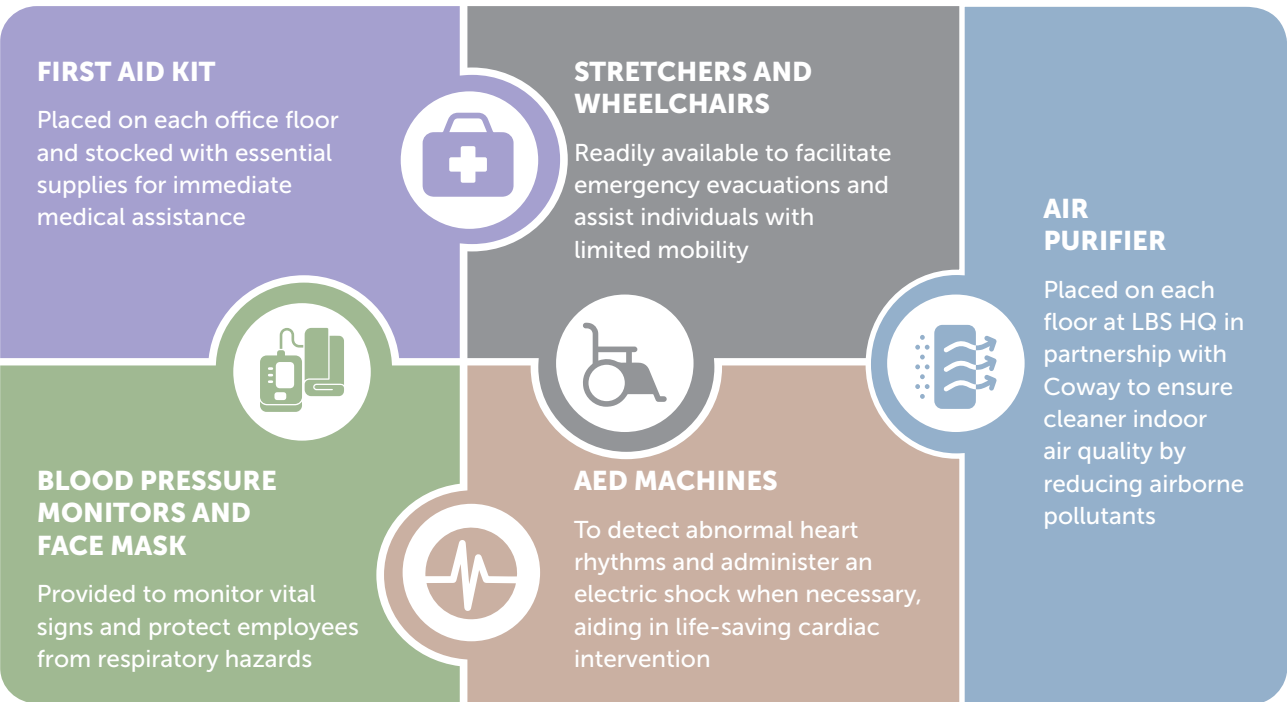 FIRST AID KIT
Placed on each office floor
and stocked with essential
supplies for immediate
medical assistance
STRETCHERS AND
WHEELCHAIRS
Readily available to facilitate
emergency evacuations and
assist individuals with
limited mobility
AIR
PURIFIER
Placed on each
floor at LBS HQ in
partnership with
Coway to ensure
cleaner indoor
air quality by
reducing airborne
pollutants
BLOOD PRESSURE
MONITORS AND
FACE MASK
Provided to monitor vital
signs and protect employees
from respiratory hazards
AED MACHINES
To detect abnormal heart
rhythms and administer an
electric shock when necessary,
aiding in life-saving cardiac
intervention